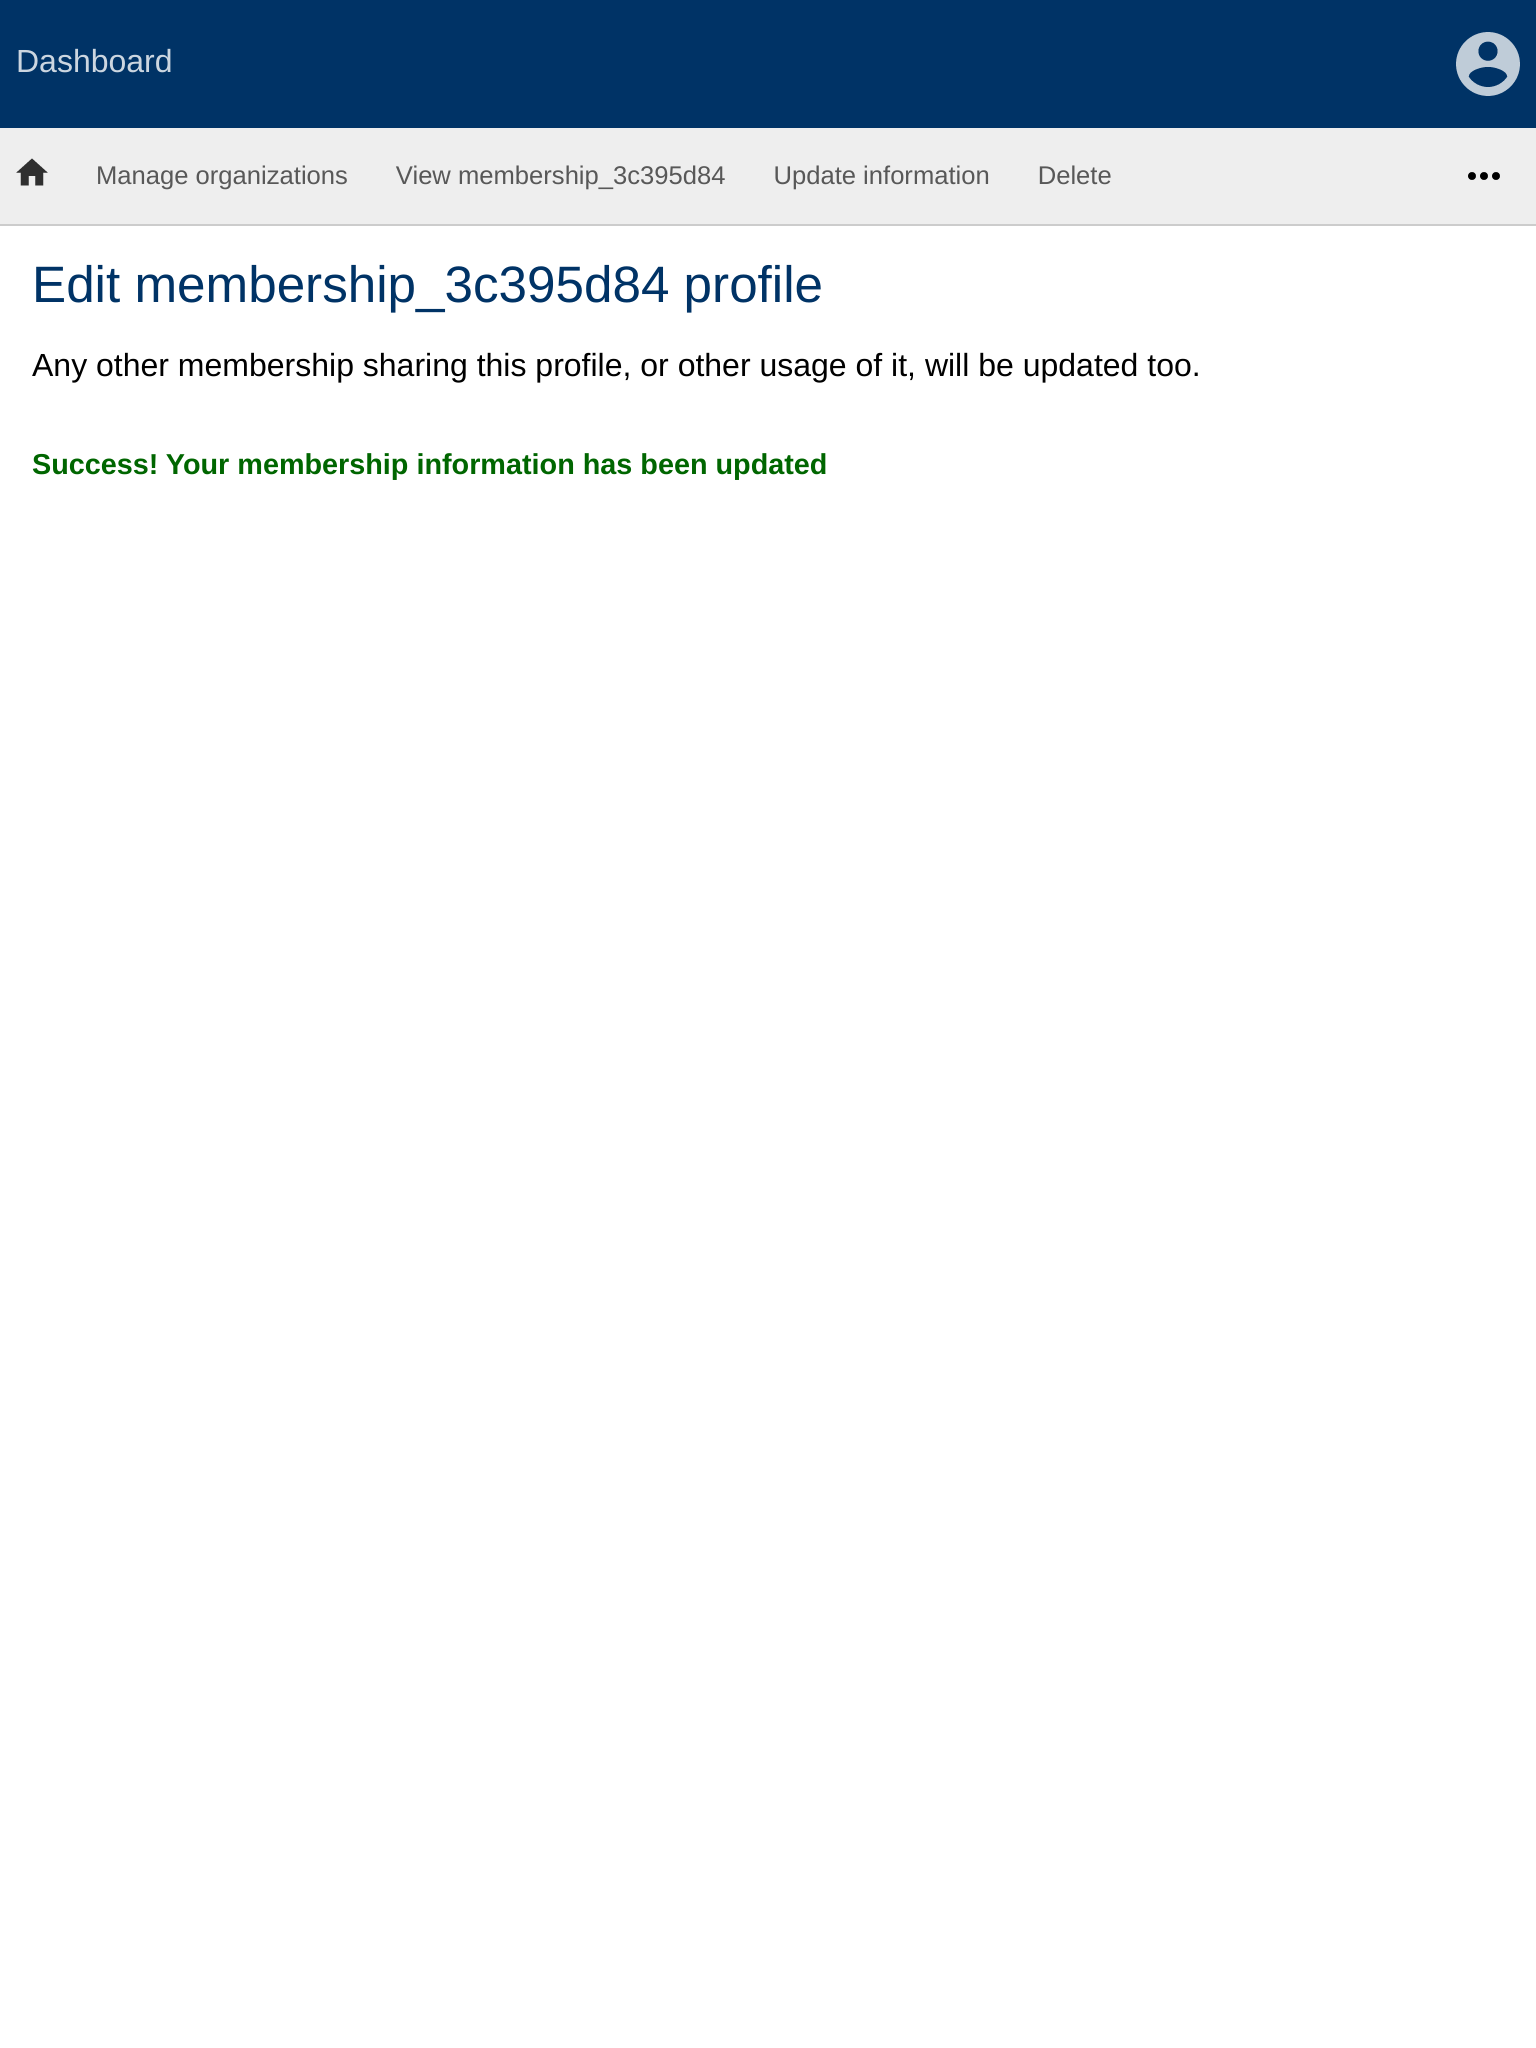 Dashboard
Manage organizations View membership_3c395d84 Update information Delete
Edit membership_3c395d84 profile
Any other membership sharing this profile, or other usage of it, will be updated too.
Success! Your membership information has been updated